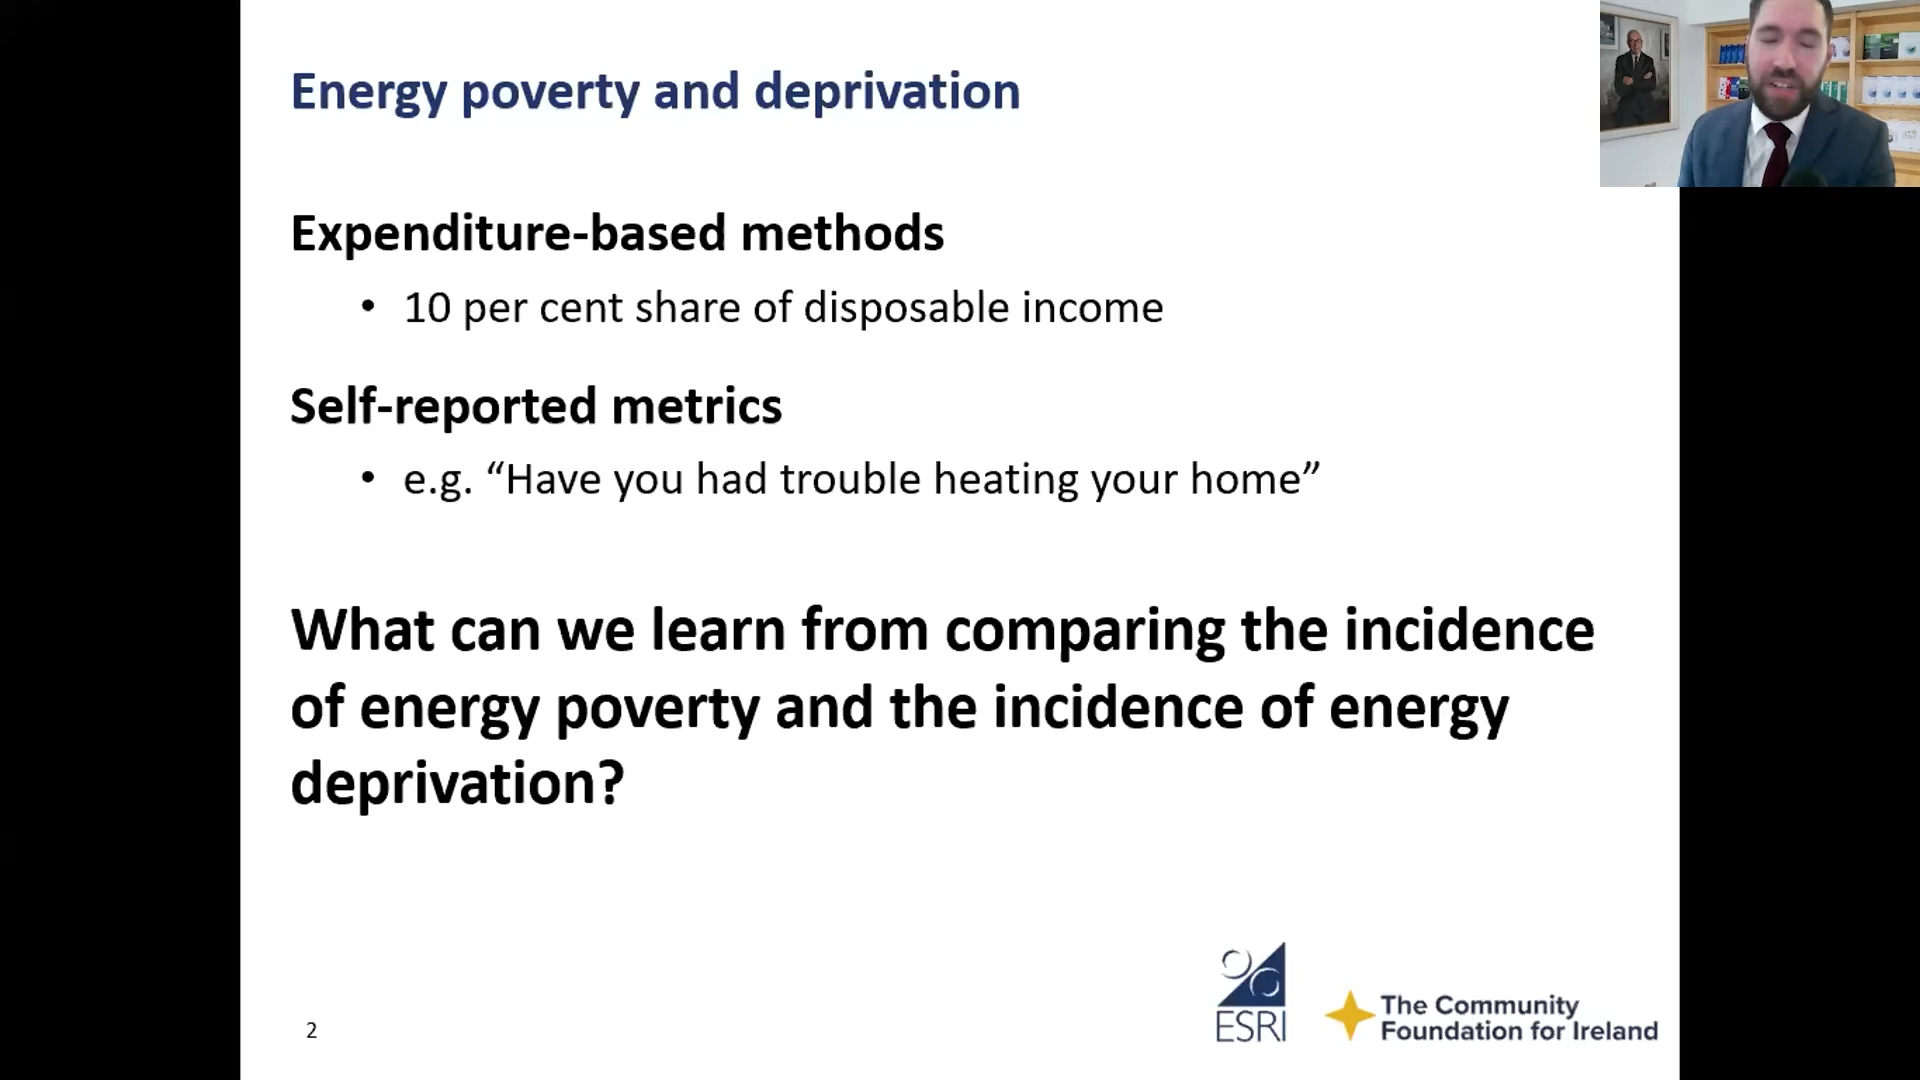 Energy poverty and deprivation
Expenditure-based methods
• 10 per cent share of disposable income
Self-reported metrics
• e.g. “Have you had trouble heating your home”
What can we learn from comparing the incidence
of energy poverty and the incidence of energy
deprivation?
2
ESRI
The Community
Foundation for Ireland